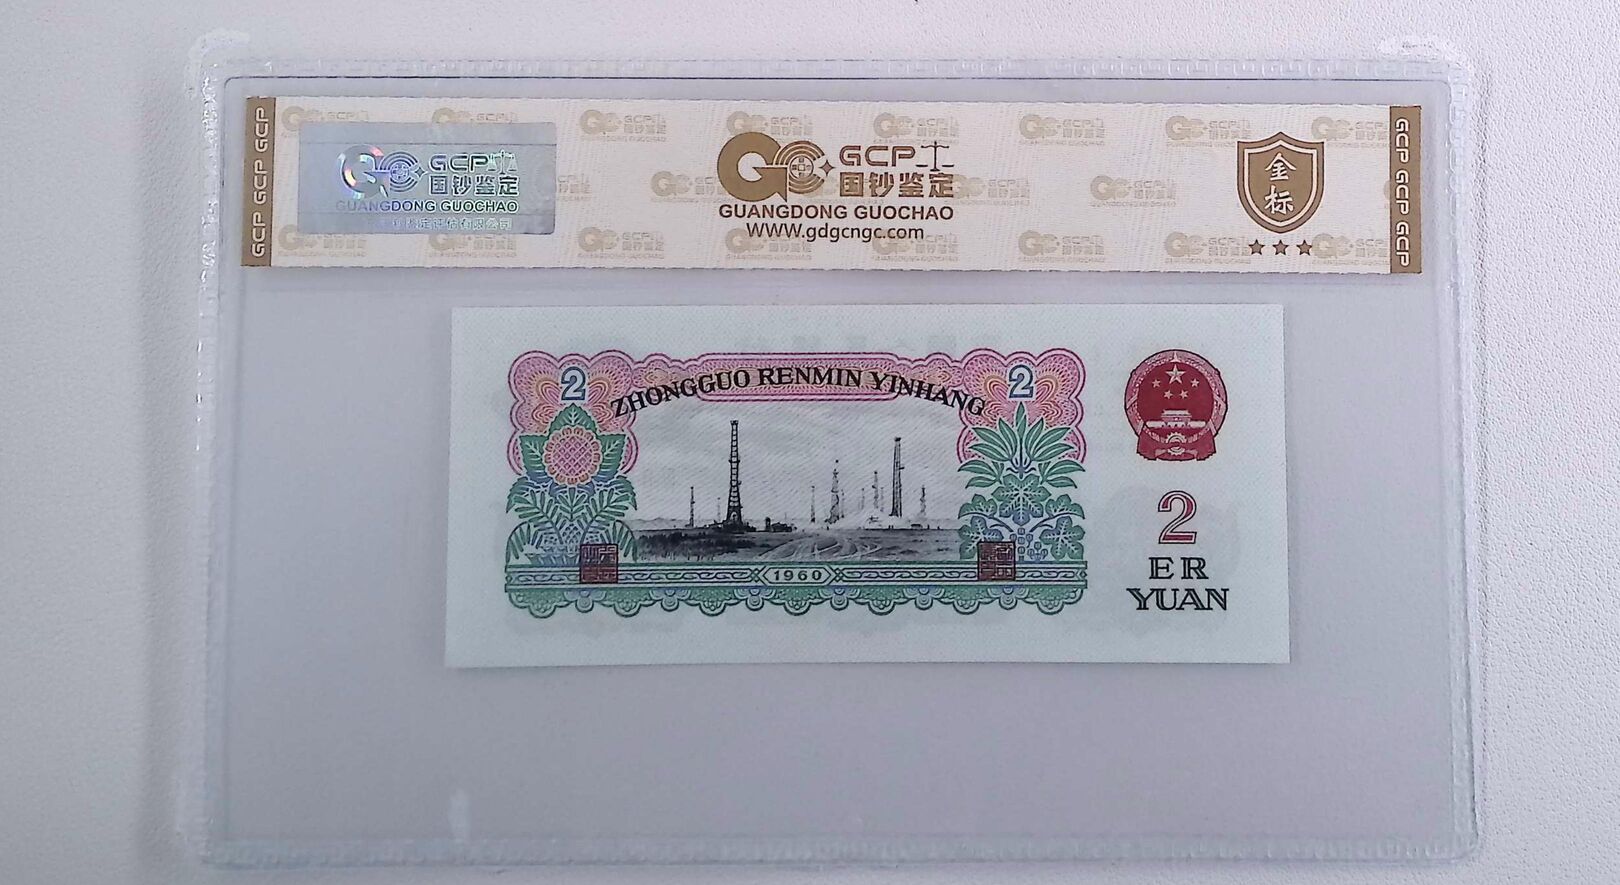 GCP GCP GCP
GCP
国钞鉴定
GUANGDONG GUOCHAO
GCP
国钞鉴定
GUANGDONG GUOCHAO
www.gdgcngc.com
金标
GCP GCP GCP
2
ZHONGGUO RENMIN YINHANG
2
1960
2
ER
YUAN